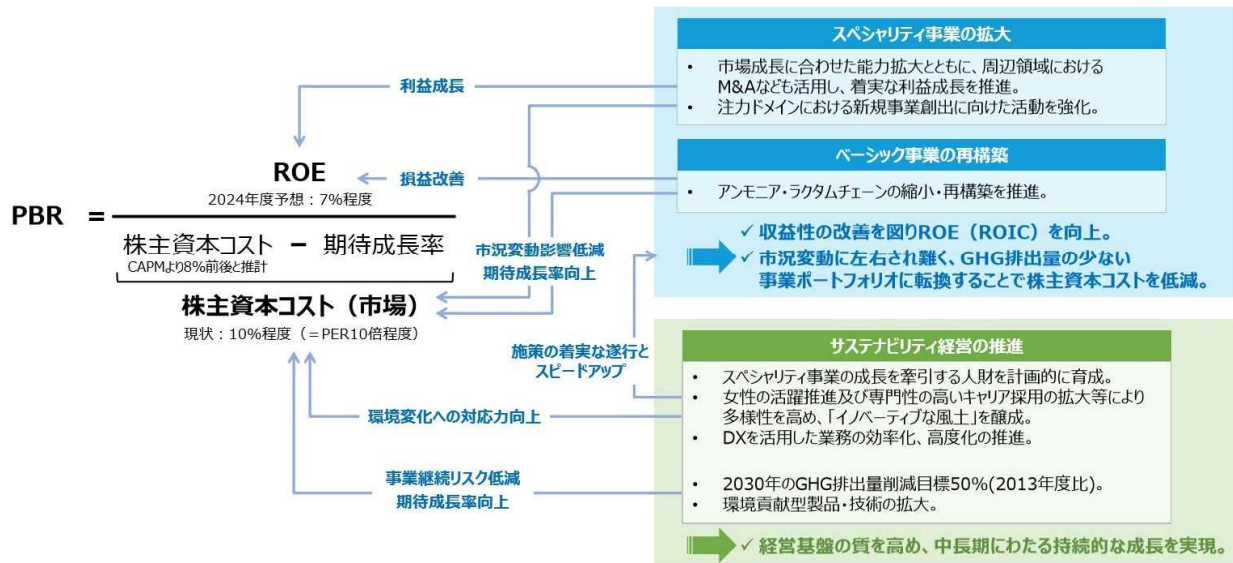 スペシャリティ事業の拡大
• 市場成長に合わせた能力拡大とともに、周辺領域における
M&Aなども活用し、着実な利益成長を推進。
• 注力ドメインにおける新規事業創出に向けた活動を強化。
利益成長
ベーシック事業の再構築
• アンモニア・ラクタムチェーンの縮小・再構築を推進。
損益改善
ROE
2024年度予想：7%程度
PBR =
株主資本コスト － 期待成長率
CAPMより8%前後と推計
株主資本コスト（市場）
現状：10%程度（＝PER10倍程度）
市況変動影響低減
期待成長率向上
✓ 収益性の改善を図りROE（ROIC）を向上。
✓ 市況変動に左右され難く、GHG排出量の少ない
事業ポートフォリオに転換することで株主資本コストを低減。
施策の着実な遂行と
スピードアップ
サステナビリティ経営の推進
• スペシャリティ事業の成長を牽引する人財を計画的に育成。
• 女性の活躍推進及び専門性の高いキャリア採用の拡大等により
多様性を高め、「イノベーティブな風土」を醸成。
• DXを活用した業務の効率化、高度化の推進。
環境変化への対応力向上
• 2030年のGHG排出量削減目標50%(2013年度比)。
• 環境貢献型製品・技術の拡大。
事業継続リスク低減
期待成長率向上
✓ 経営基盤の質を高め、中長期にわたる持続的な成長を実現。